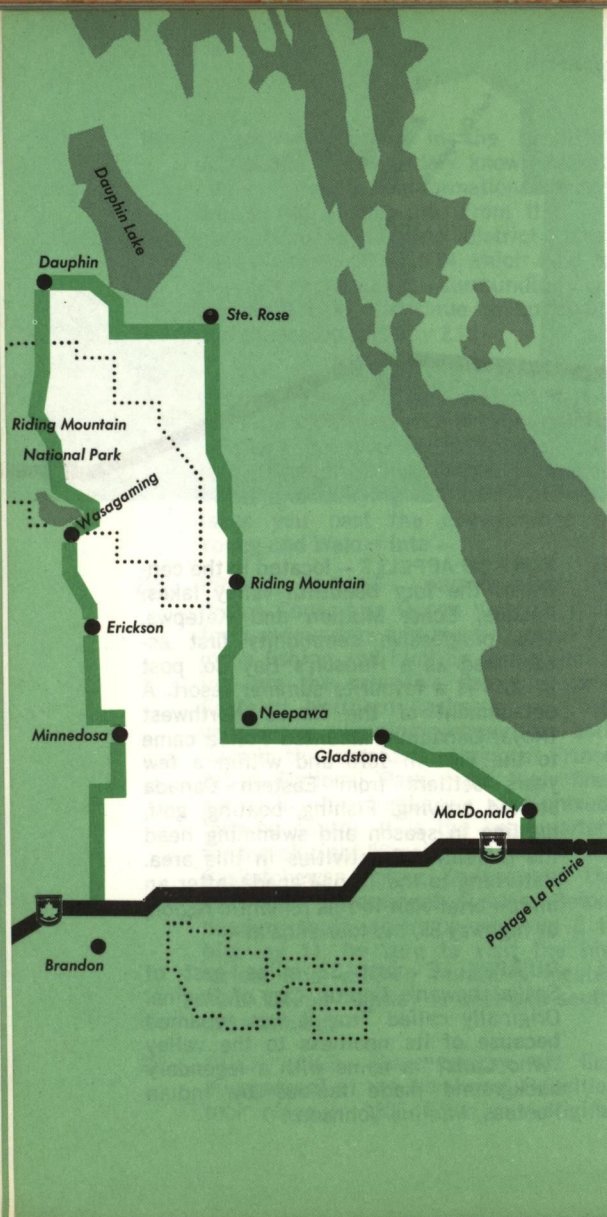 Dauphin Lake
Dauphin
Ste. Rose
Riding Mountain
National Park
Wasagaming
Riding Mountain
Erickson
Neepawa
Minnedosa
Gladstone
MacDonald
Portage La Prairie
Brandon